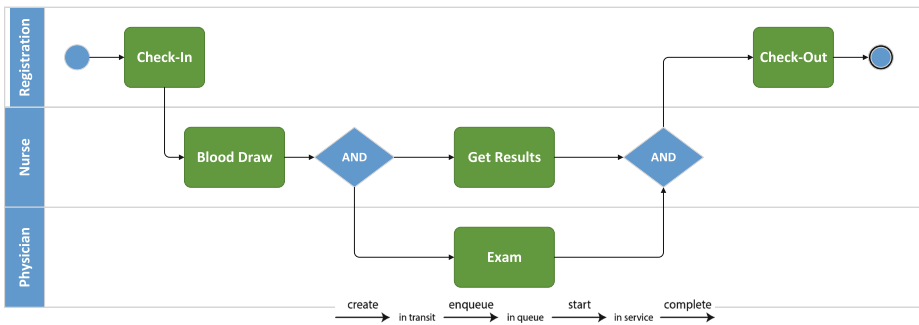 Registration
Check-In
Check-Out
Nurse
Blood Draw
AND
Get Results
AND
Physician
Exam
create
in transit
enqueue
in queue
start
in service
complete